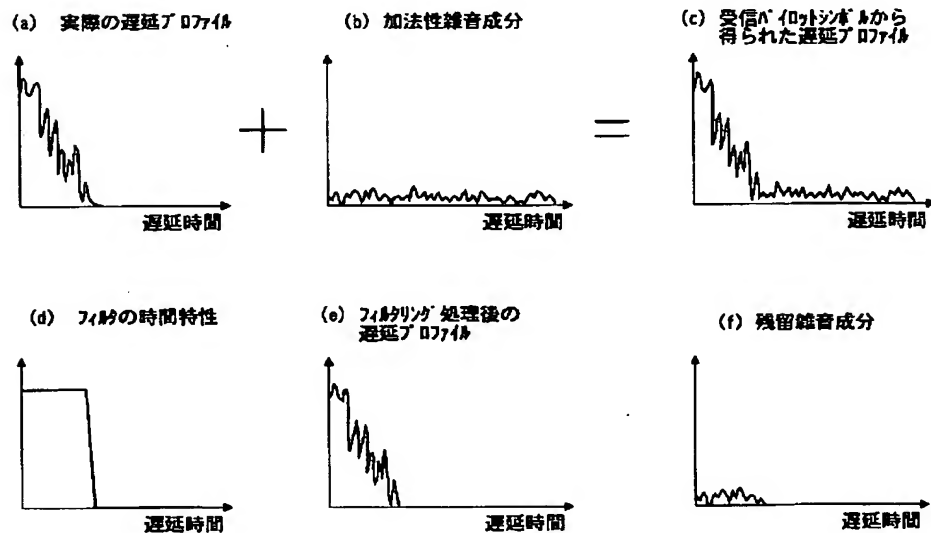 (a) 実際の遅延プロファイル
(b) 加法性雑音成分
(c) 受信パイロットシンボルから
得られた遅延プロファイル
遅延時間
遅延時間
遅延時間
(d) フィルタの時間特性
(e) フィルタリング処理後の
遅延プロファイル
(f) 残留雑音成分
遅延時間
遅延時間
遅延時間